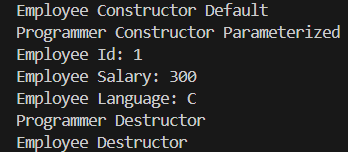 Employee Constructor Default
Programmer Constructor Parameterized
Employee Id: 1
Employee Salary: 300
Employee Language: C
Programmer Destructor
Employee Destructor